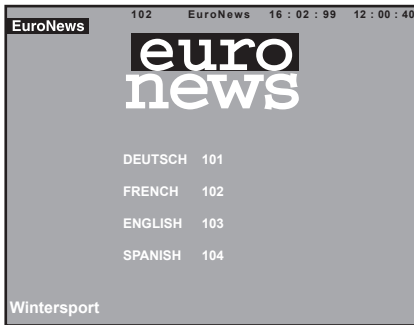 102 EuroNews 16 : 02 : 99 12 : 00 : 40
EuroNews
euro
news
DEUTSCH 101
FRENCH 102
ENGLISH 103
SPANISH 104
Wintersport